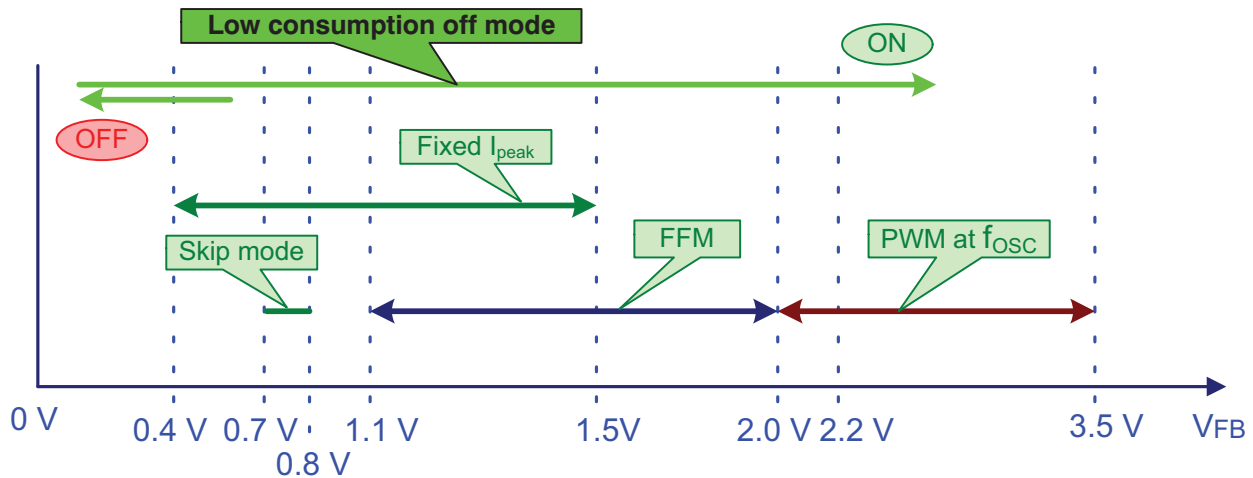 Low consumption off mode
ON
OFF
Fixed Ipeak
Skip mode
FFM
PWM at fOSC
0 V
0.4 V
0.7 V
0.8 V
1.1 V
1.5V
2.0 V
2.2 V
3.5 V
VFB